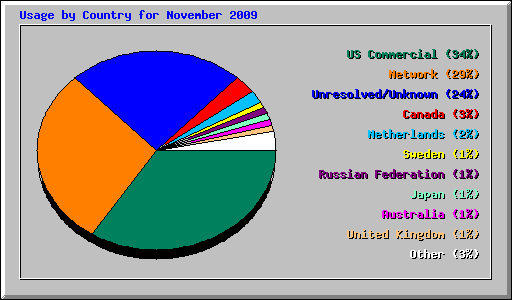 Usage by Country for November 2009
US Commercial (34%)
Network (29%)
Unresolved/Unknown (24%)
Canada (3%)
Netherlands (2%)
Sweden (1%)
Russian Federation (1%)
Japan (1%)
Australia (1%)
United Kingdom (1%)
Other (3%)